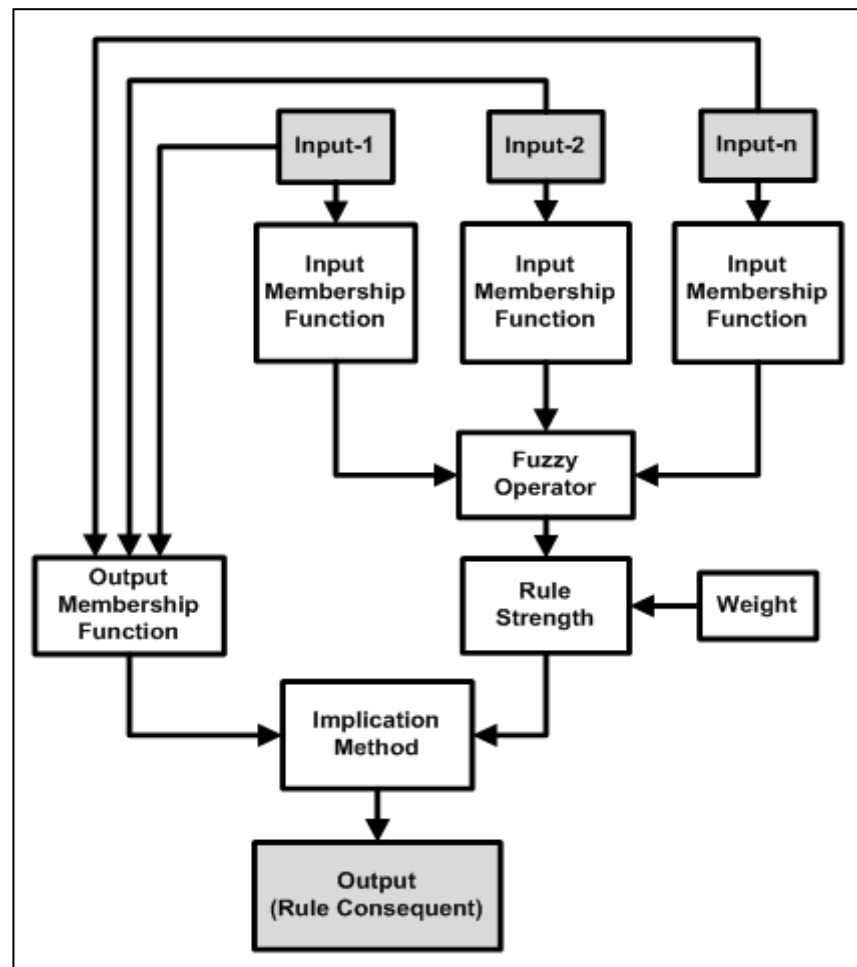 Input-1
Input-2
Input-n
Input
Membership
Function
Input
Membership
Function
Input
Membership
Function
Fuzzy
Operator
Output
Membership
Function
Rule
Strength
Weight
Implication
Method
Output
(Rule Consequent)